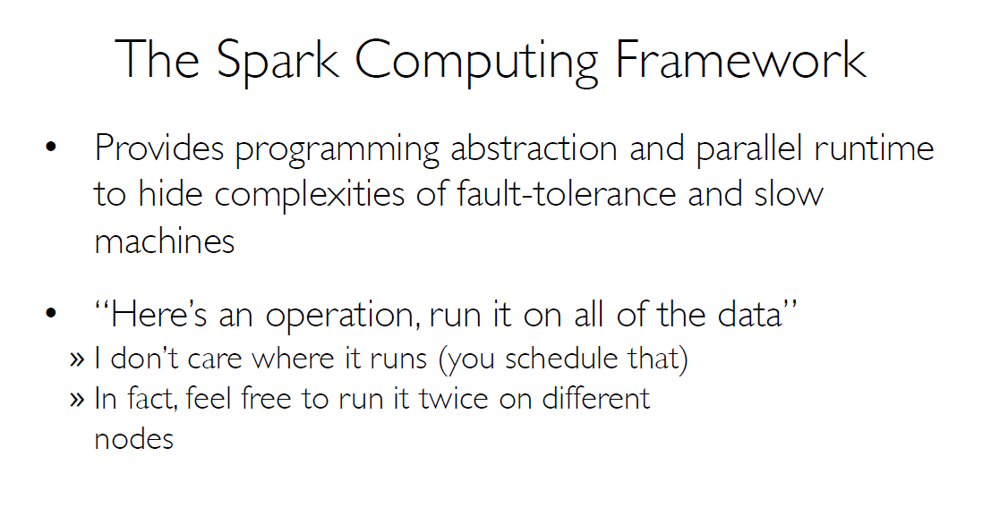 The Spark Computing Framework
• Provides programming abstraction and parallel runtime
to hide complexities of fault-tolerance and slow
machines
• “Here’s an operation, run it on all of the data”
» I don’t care where it runs (you schedule that)
» In fact, feel free to run it twice on different
nodes